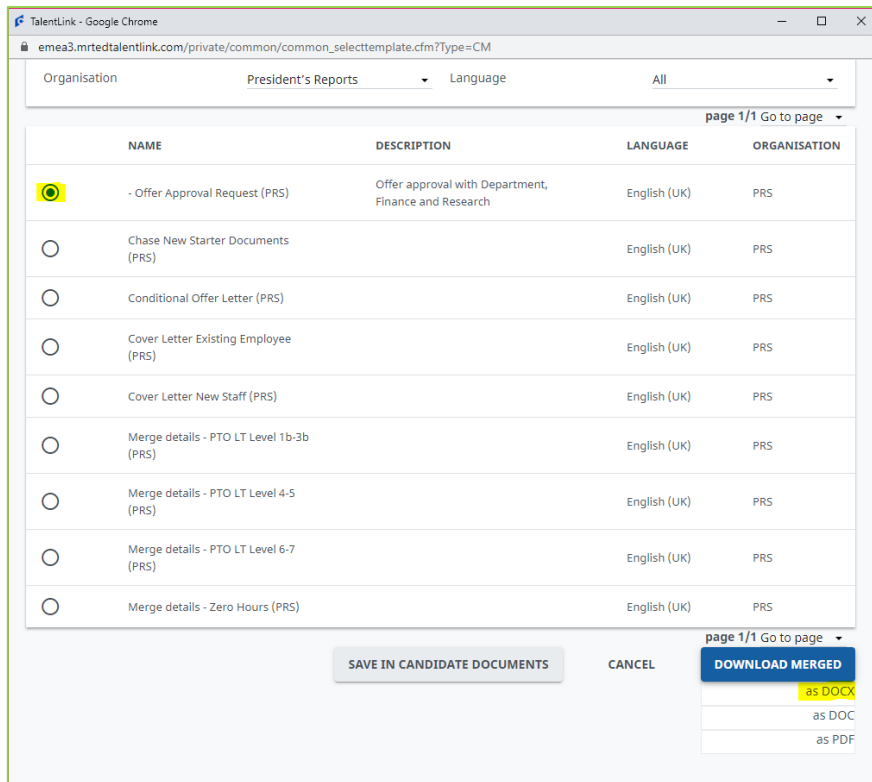 TalentLink - Google Chrome
emea3.mrtedtalentlink.com/private/common/common_selecttemplate.cfm?Type=CM
Organisation President's Reports Language All
page 1/1 Go to page
NAME DESCRIPTION LANGUAGE ORGANISATION
- Offer Approval Request (PRS) Offer approval with Department, English (UK) PRS
Finance and Research
Chase New Starter Documents English (UK) PRS
(PRS)
Conditional Offer Letter (PRS) English (UK) PRS
Cover Letter Existing Employee English (UK) PRS
(PRS)
Cover Letter New Staff (PRS) English (UK) PRS
Merge details - PTO LT Level 1b-3b English (UK) PRS
(PRS)
Merge details - PTO LT Level 4-5 English (UK) PRS
(PRS)
Merge details - PTO LT Level 6-7 English (UK) PRS
(PRS)
Merge details - Zero Hours (PRS) English (UK) PRS
page 1/1 Go to page
SAVE IN CANDIDATE DOCUMENTS CANCEL DOWNLOAD MERGED
as DOCX
as DOC
as PDF